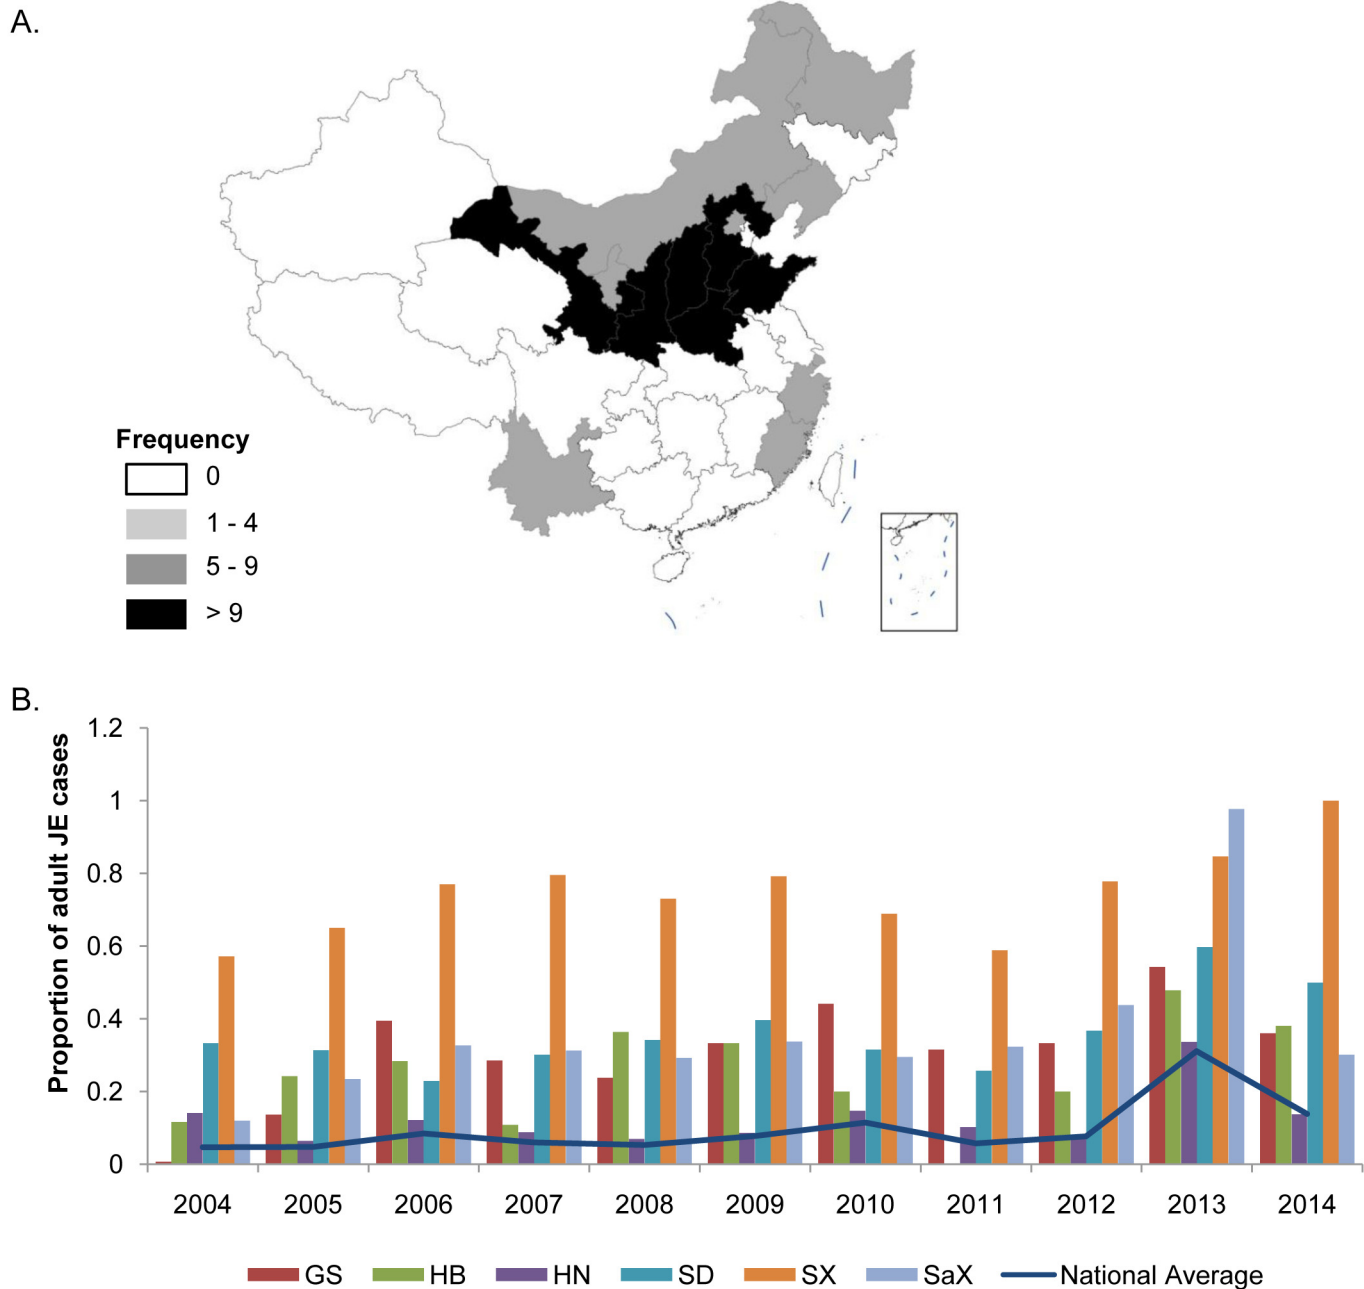 A.
Frequency
0
1 - 4
5 - 9
> 9
B.
Proportion of adult JE cases
1.2
1
0.8
0.6
0.4
0.2
0
2004 2005 2006 2007 2008 2009 2010 2011 2012 2013 2014
GS HB HN SD SX SaX National Average